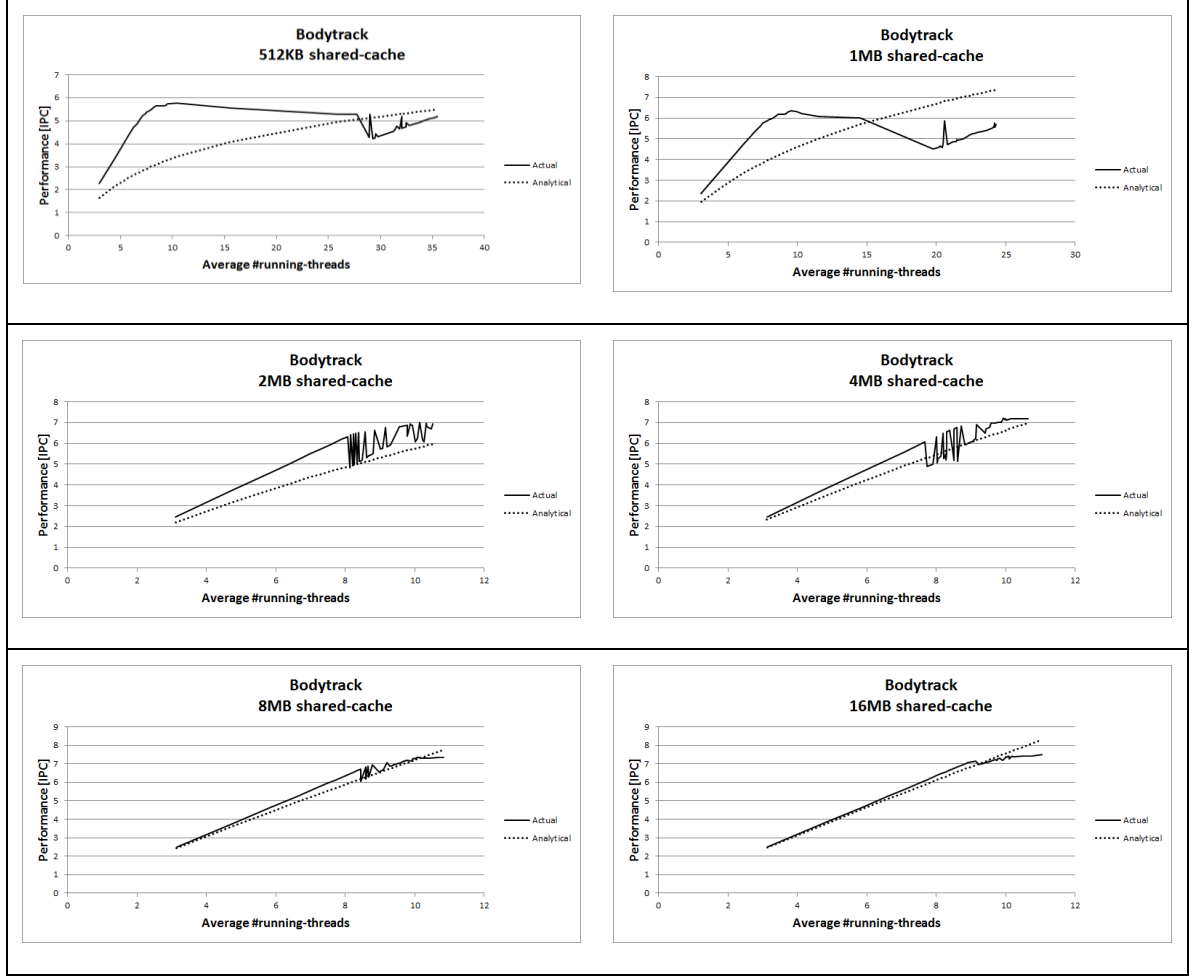 Bodytrack
512KB shared-cache
Performance [IPC]
7
6
5
4
3
2
1
0
0 5 10 15 20 25 30 35 40
Average #running-threads
Actual
Analytical
Bodytrack
1MB shared-cache
Performance [IPC]
8
7
6
5
4
3
2
1
0
0 5 10 15 20 25 30
Average #running-threads
Actual
Analytical
Bodytrack
2MB shared-cache
Performance [IPC]
8
7
6
5
4
3
2
1
0
0 2 4 6 8 10 12
Average #running-threads
Actual
Analytical
Bodytrack
4MB shared-cache
Performance [IPC]
8
7
6
5
4
3
2
1
0
0 2 4 6 8 10 12
Average #running-threads
Actual
Analytical
Bodytrack
8MB shared-cache
Performance [IPC]
9
8
7
6
5
4
3
2
1
0
0 2 4 6 8 10 12
Average #running-threads
Actual
Analytical
Bodytrack
16MB shared-cache
Performance [IPC]
9
8
7
6
5
4
3
2
1
0
0 2 4 6 8 10 12
Average #running-threads
Actual
Analytical